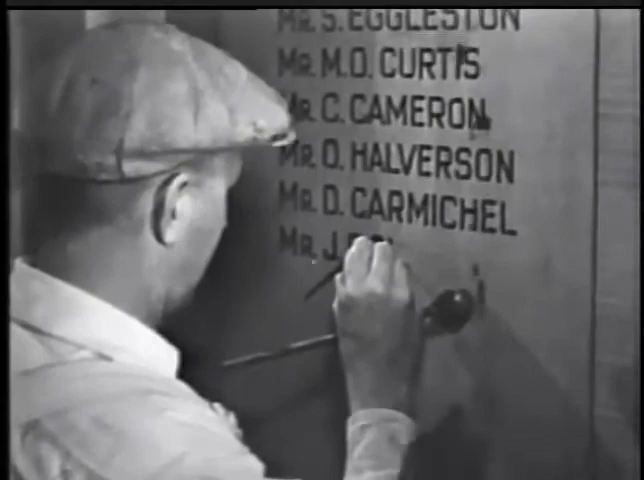 Mr. S. EGGLESTON
Mr. M.O. CURTIS
Mr. C. CAMERON
Mr. O. HALVERSON
Mr. D. CARMICHEL
Mr. J.